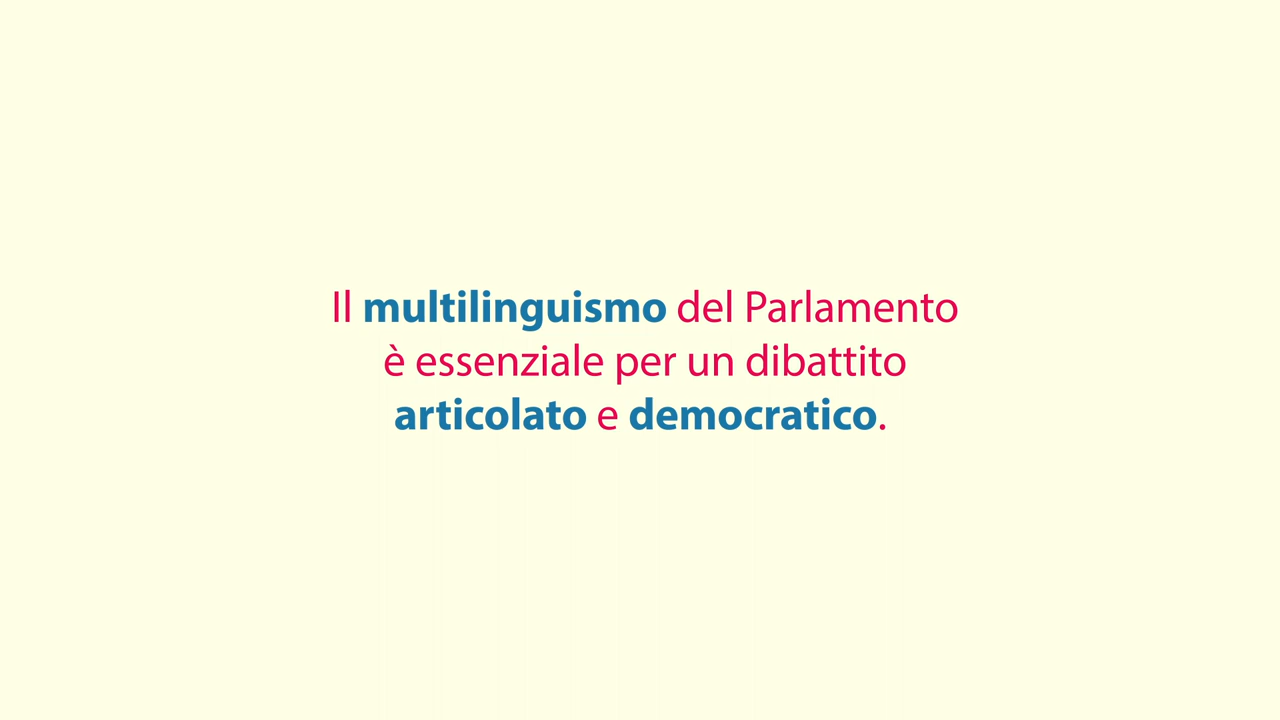 Il multilinguismo del Parlamento
è essenziale per un dibattito
articolato e democratico.